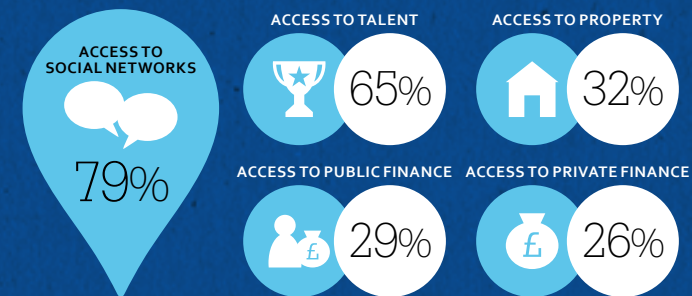 ACCESS TO
SOCIAL NETWORKS
79%
ACCESS TO TALENT
65%
ACCESS TO PROPERTY
32%
ACCESS TO PUBLIC FINANCE
£
29%
ACCESS TO PRIVATE FINANCE
£
26%